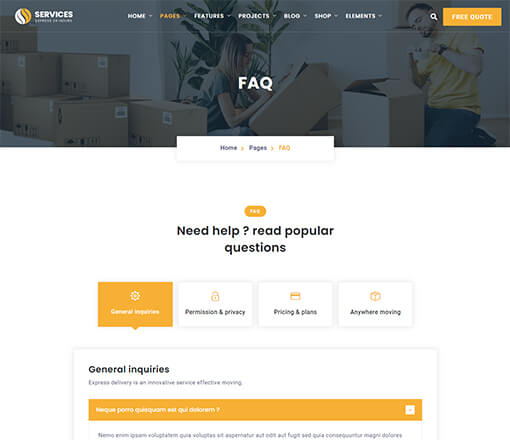 SERVICES
EXPRESS 24 HOURS
HOME PAGES FEATURES PROJECTS BLOG SHOP ELEMENTS
FREE QUOTE
FAQ
Home > Pages > FAQ
FAQ
Need help ? read popular
questions
General inquiries
Permission & privacy
Pricing & plans
Anywhere moving
General inquiries
Express delivery is an innovative service effective moving.
Neque porro quisquam est qui dolorem ?
Nemo enim ipsam voluptatem quia voluptas sit aspernatur aut odit aut fugit sed quia consequuntur magni dolores